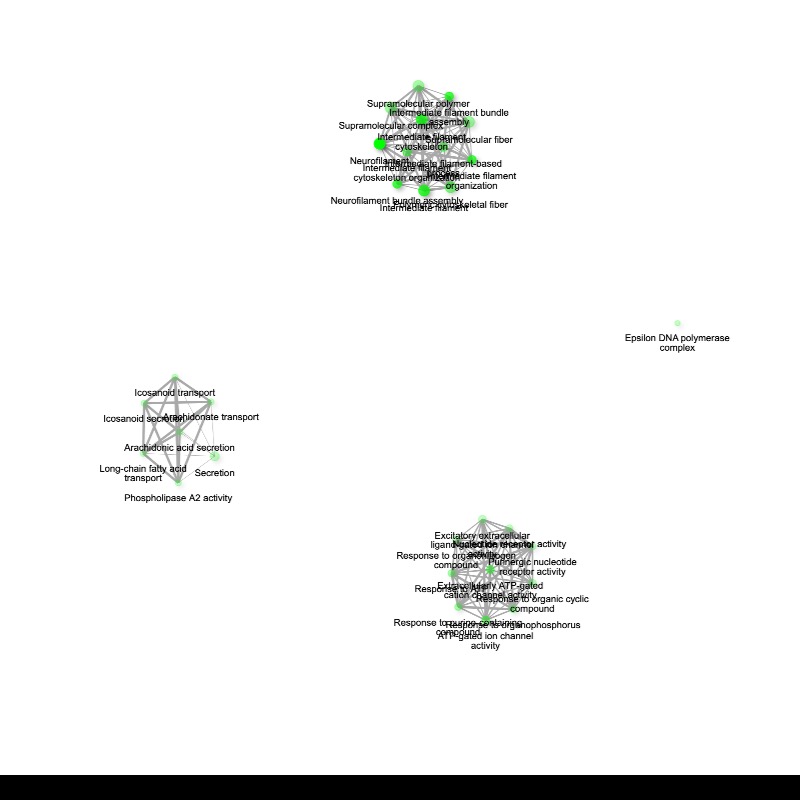 Supramolecular polymer
Intermediate filament bundle
assembly
Supramolecular complex
Intermediate filament
cytoskeleton
Supramolecular fiber
Neurofilament
Intermediate filament-based
process
Intermediate filament
cytoskeleton organization
Intermediate filament
organization
Neurofilament bundle assembly
Polymeric cytoskeletal fiber
Intermediate filament
Epsilon DNA polymerase
complex
Icosanoid transport
Icosanoid secretion
Arachidonate transport
Arachidonic acid secretion
Long-chain fatty acid
transport
Secretion
Phospholipase A2 activity
Excitatory extracellular
ligand-gated ion channel
activity
Nucleotide receptor activity
Response to organonitrogen
compound
Purinergic nucleotide
receptor activity
Response to ATP
Extracellularly ATP-gated
cation channel activity
Response to organic cyclic
compound
Response to purine-containing
compound
Response to organophosphorus
ATP-gated ion channel
activity